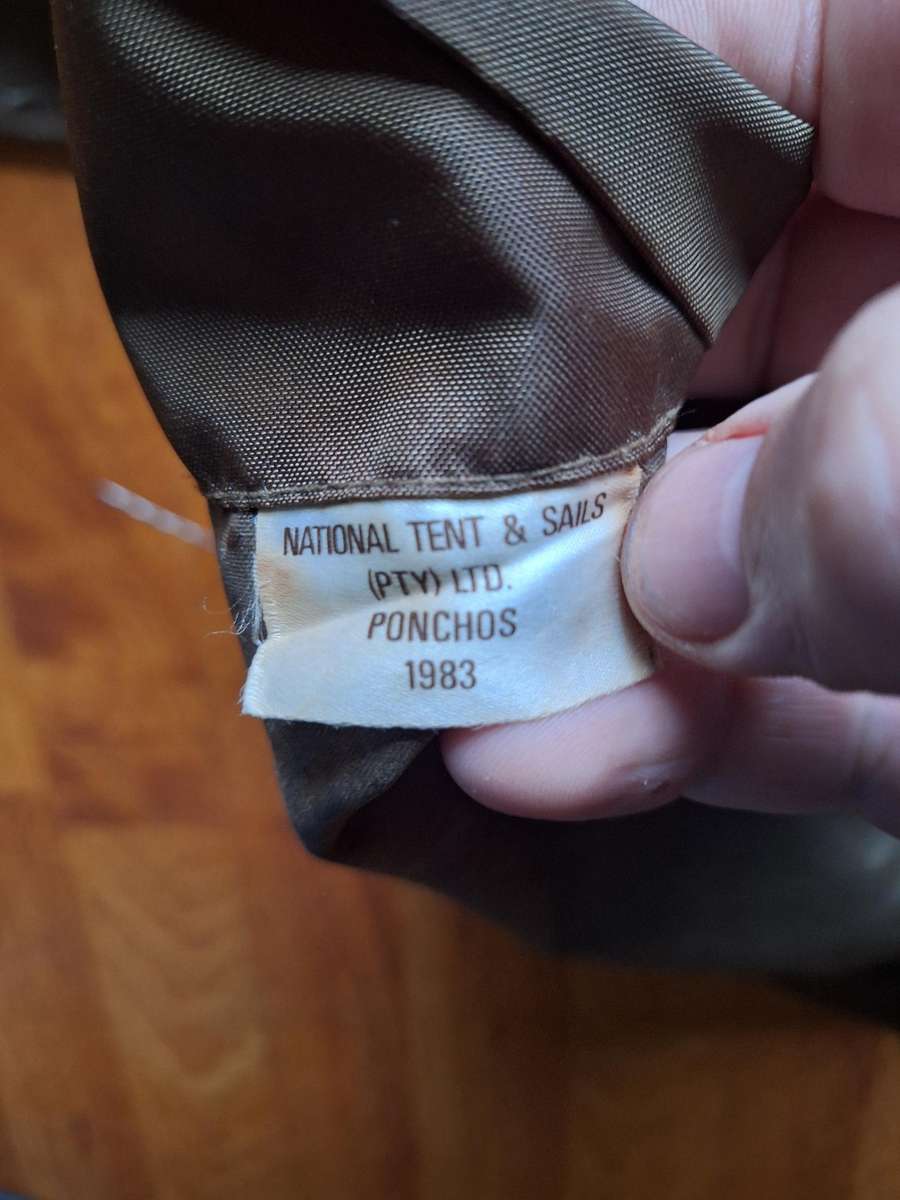 NATIONAL TENT & SAILS
(PTY) LTD.
PONCHOS
1983